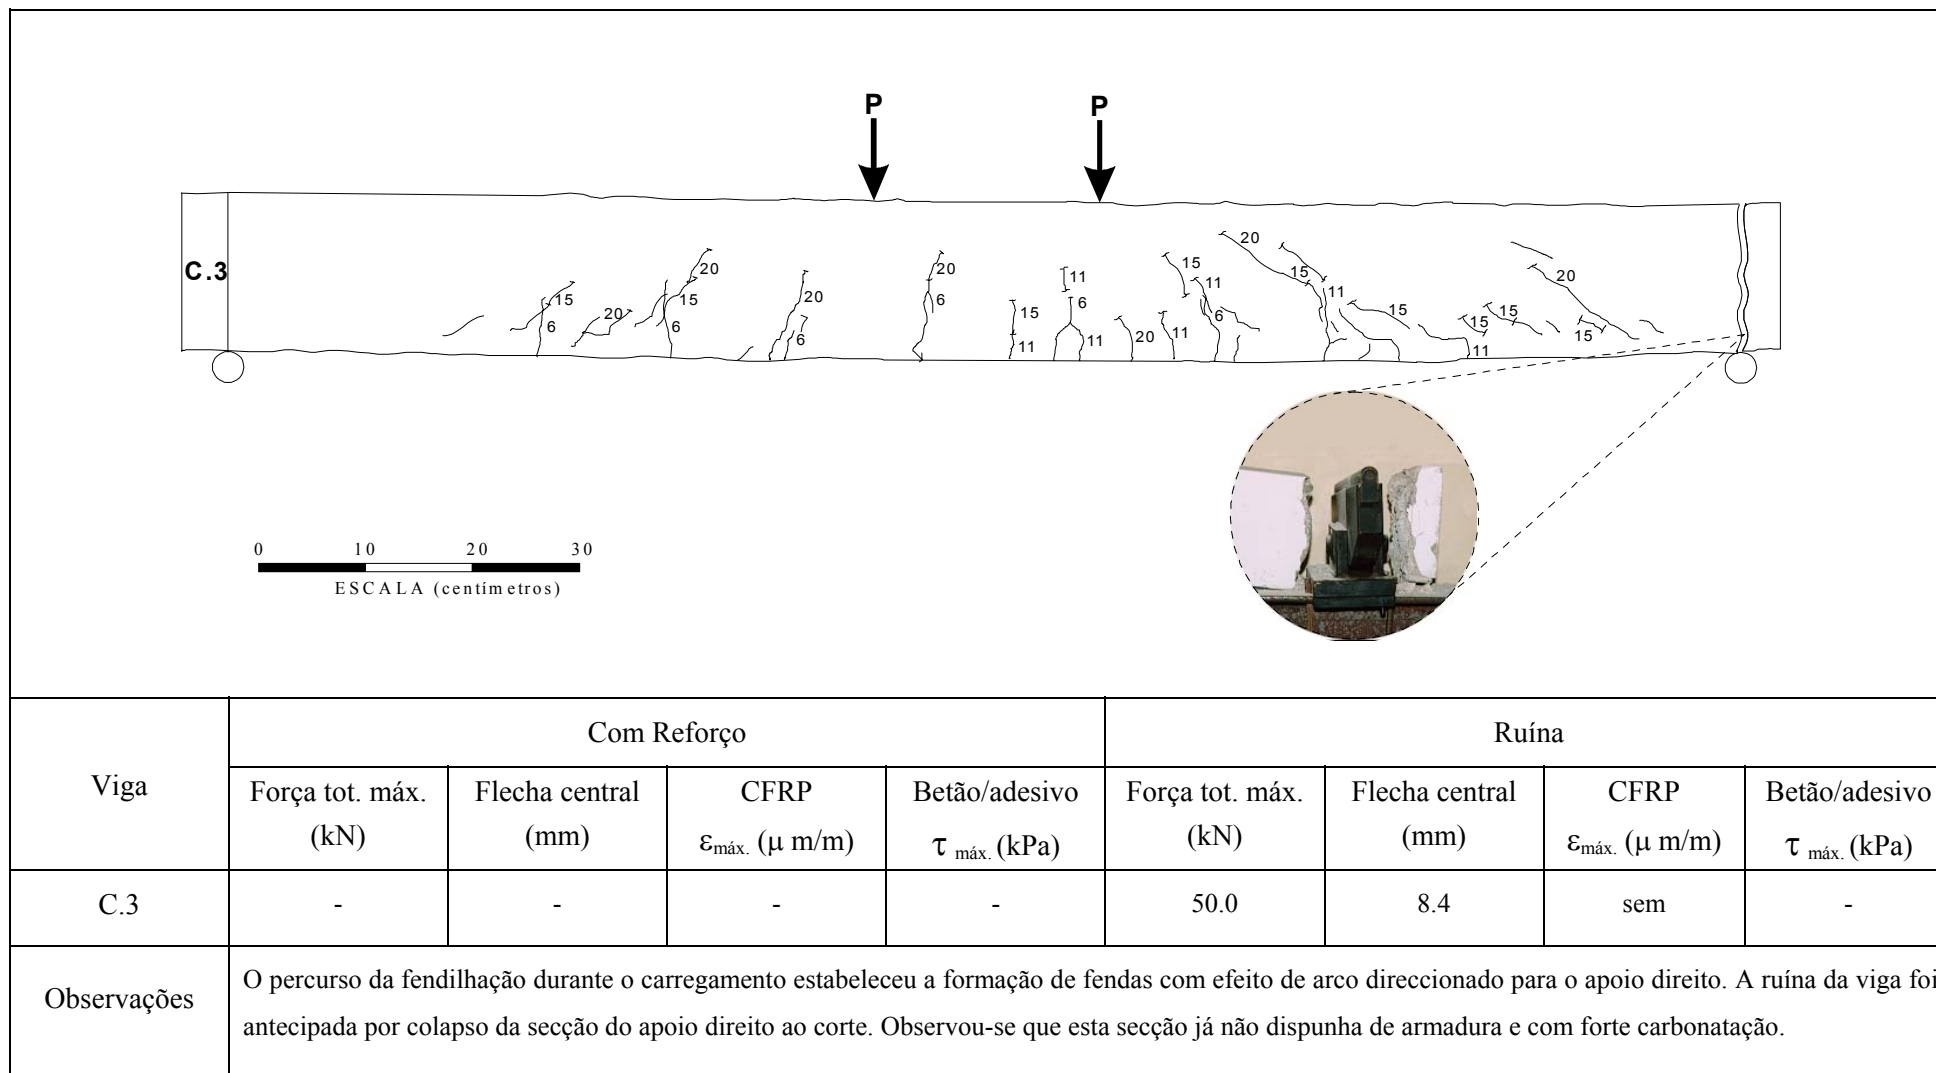 P P
C.3
20
15
6
20
20
15
6
20
6
20
6
15
11
11
6
11
20
15
11
11
6
20
15
11
15
15
15
11
20
15
0 10 20 30
ESCALA (centímetros)
Viga
Com Reforço
Ruína
Força tot. máx. (kN)
Flecha central (mm)
CFRP
εmáx. (μ m/m)
Betão/adesivo
τ máx. (kPa)
Força tot. máx. (kN)
Flecha central (mm)
CFRP
εmáx. (μ m/m)
Betão/adesivo
τ máx. (kPa)
C.3 - - - - 50.0 8.4 sem -
Observações
O percurso da fendilhação durante o carregamento estabeleceu a formação de fendas com efeito de arco direccionado para o apoio direito. A ruína da viga foi
antecipada por colapso da secção do apoio direito ao corte. Observou-se que esta secção já não dispunha de armadura e com forte carbonatação.